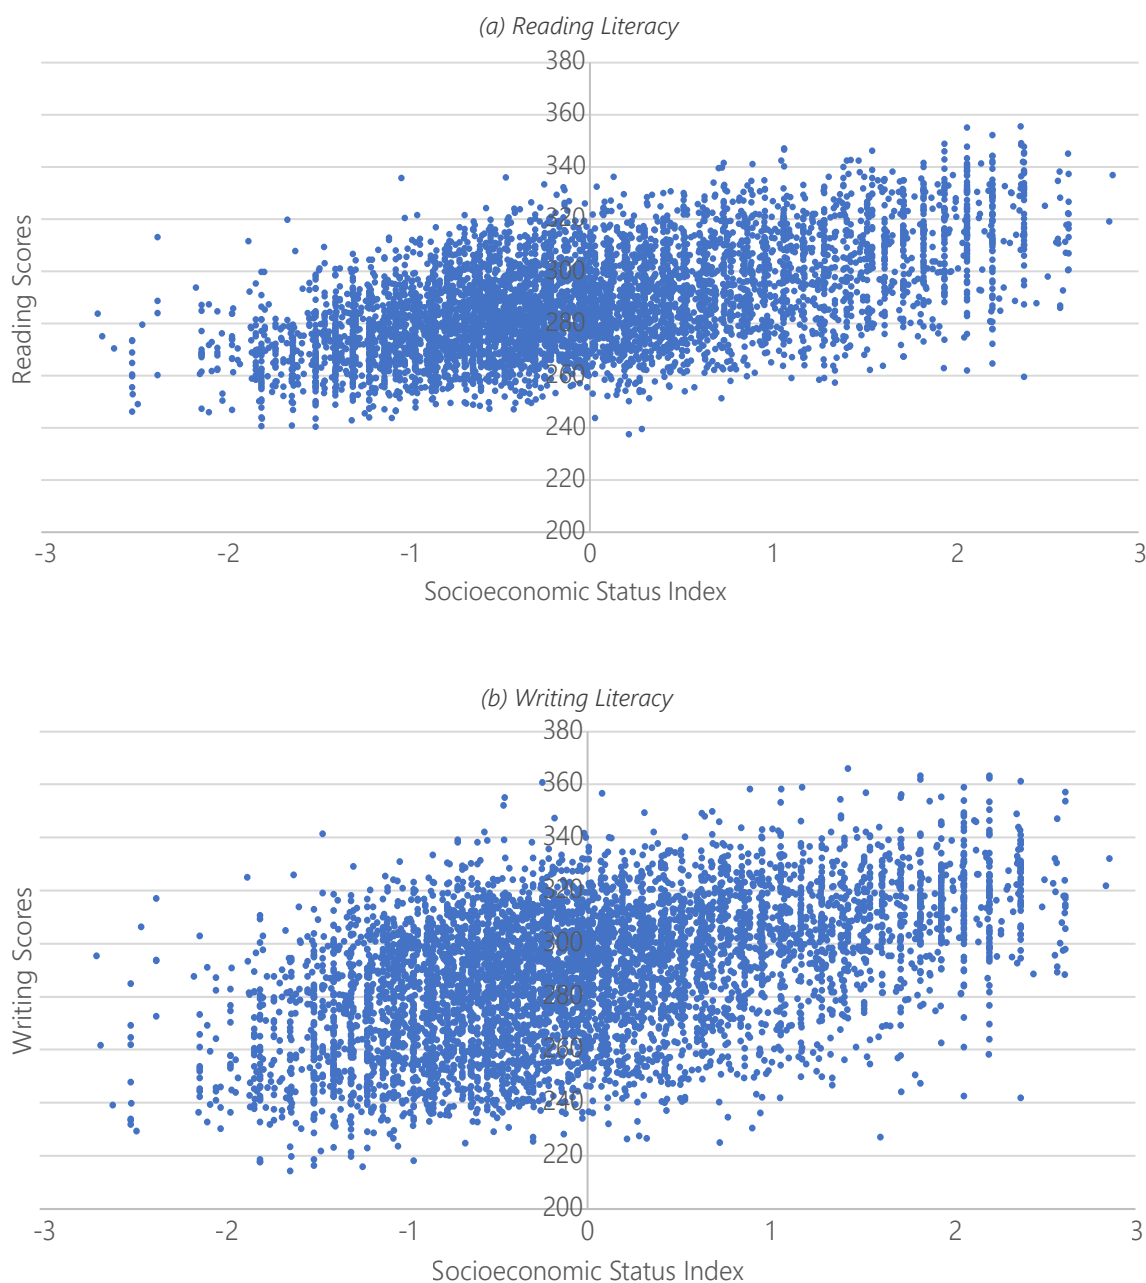 (a) Reading Literacy
380
360
340
320
300
280
260
240
220
200
-3 -2 -1 0 1 2 3
Reading Scores
Socioeconomic Status Index
(b) Writing Literacy
380
360
340
320
300
280
260
240
220
200
-3 -2 -1 0 1 2 3
Writing Scores
Socioeconomic Status Index